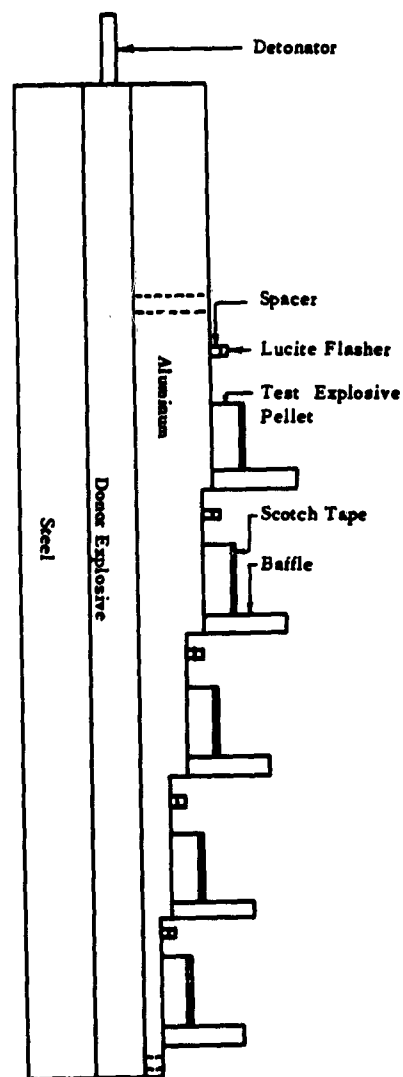 Detonator
Spacer
Lucite Flasher
Test Explosive
Pellet
Scotch Tape
Baffle
Aluminum
Donor Explosive
Steel